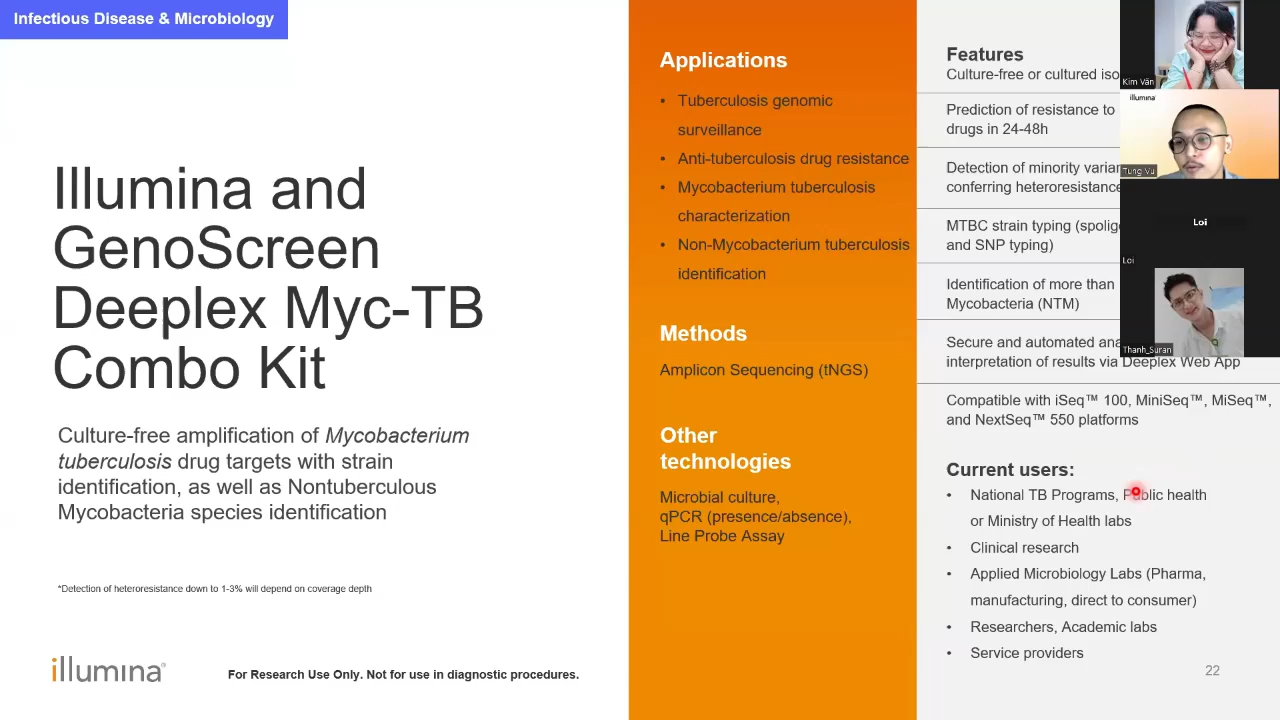 Infectious Disease & Microbiology
Illumina and
GenoScreen
Deeplex Myc-TB
Combo Kit
Culture-free amplification of Mycobacterium
tuberculosis drug targets with strain
identification, as well as Nontuberculous
Mycobacteria species identification
*Detection of heteroresistance down to 1-3% will depend on coverage depth
illumina®
For Research Use Only. Not for use in diagnostic procedures.
Applications
• Tuberculosis genomic
surveillance
• Anti-tuberculosis drug resistance
• Mycobacterium tuberculosis
characterization
• Non-Mycobacterium tuberculosis
identification
Methods
Amplicon Sequencing (tNGS)
Other
technologies
Microbial culture,
qPCR (presence/absence),
Line Probe Assay
Features
Culture-free or cultured
Prediction of resistance to
drugs in 24-48h
Detection of minority
conferring heteroresistance
MTBC strain typing
and SNP typing)
Identification of more than
Mycobacteria (NTM)
Secure and automated
interpretation of results via Deeplex Web App
Compatible with iSeq™ 100, MiniSeq™, MiSeq™,
and NextSeq™ 550 platforms
Current users:
• National TB Programs, Public health
or Ministry of Health labs
• Clinical research
• Applied Microbiology Labs (Pharma,
manufacturing, direct to consumer)
• Researchers, Academic labs
• Service providers
22
Kim Vân
illumina
Tung Vu
Loi
Loi
Thanh_Suran